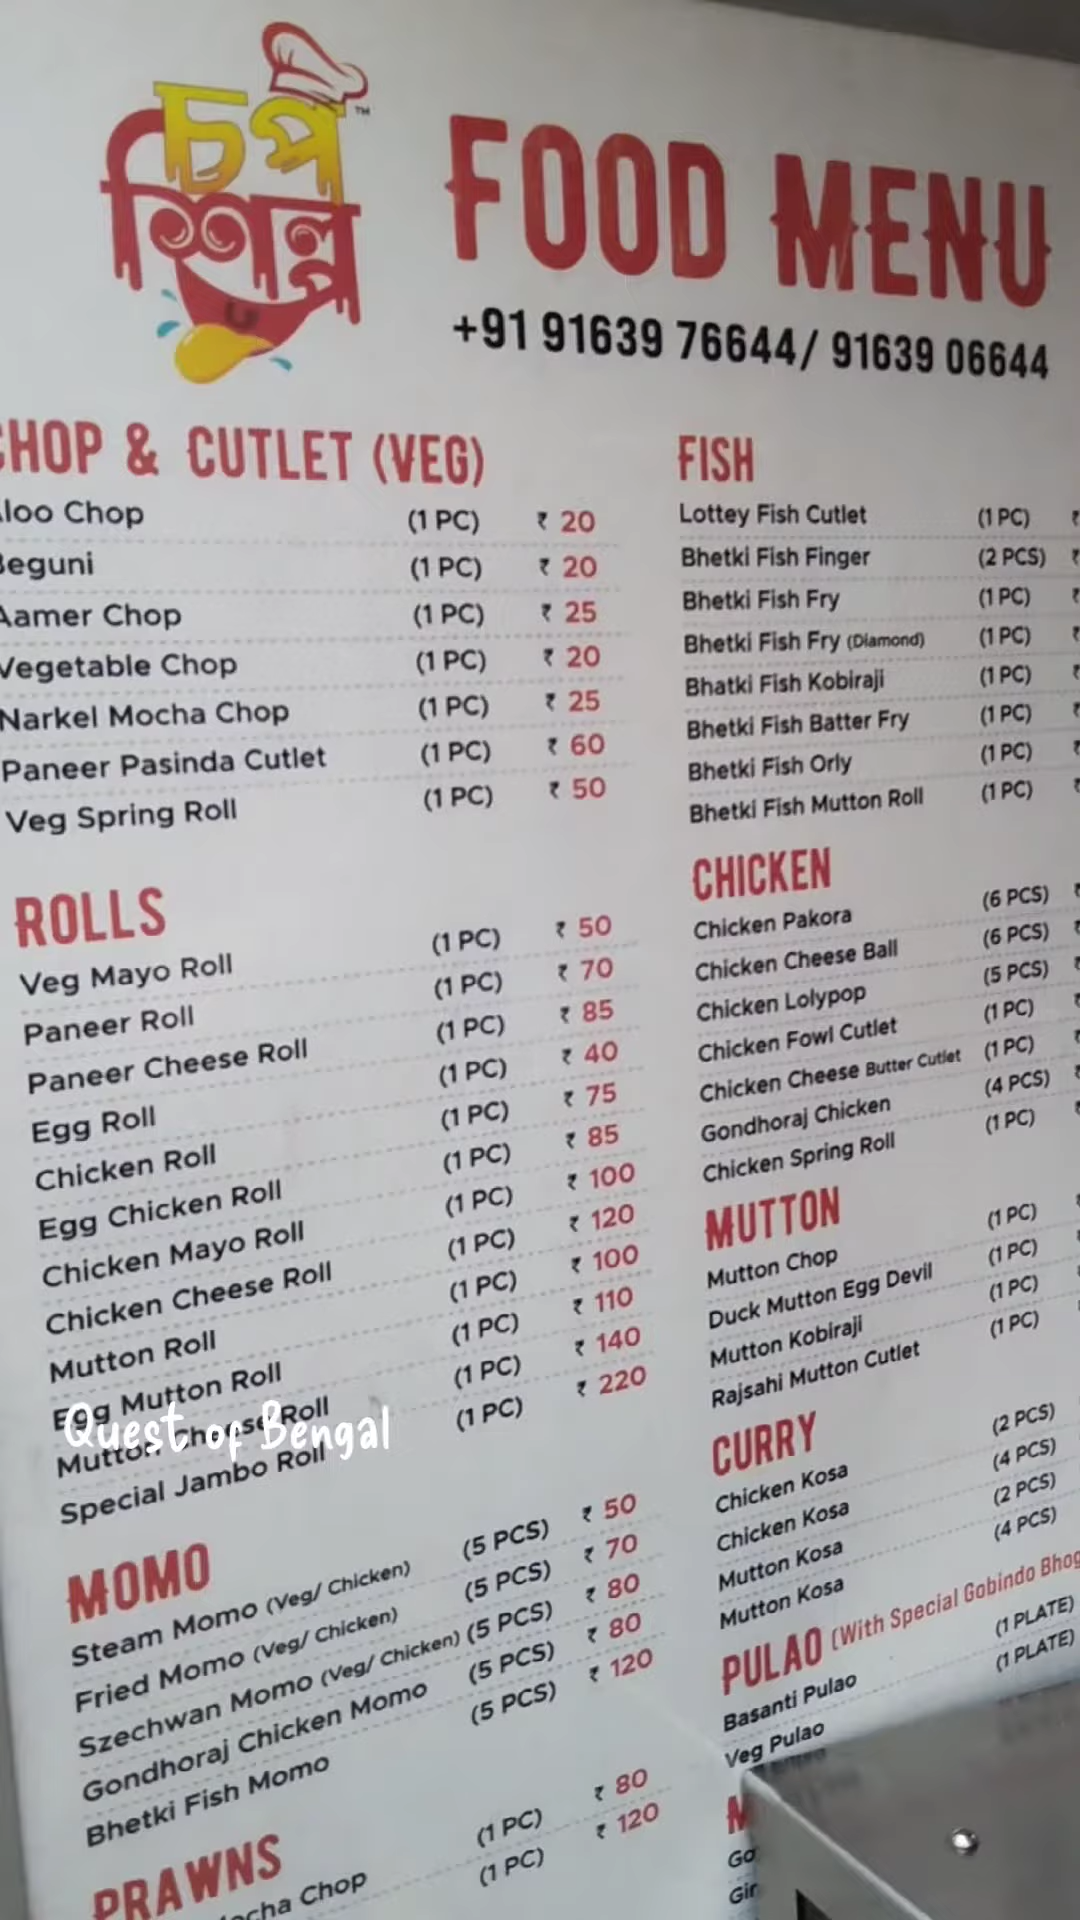 চপ
শিল্প
TM
FOOD MENU
+91 91639 76644/ 91639 06644
CHOP & CUTLET (VEG)
Aloo Chop (1 PC) ₹ 20
Beguni (1 PC) ₹ 20
Aamer Chop (1 PC) ₹ 25
Vegetable Chop (1 PC) ₹ 20
Narkel Mocha Chop (1 PC) ₹ 25
Paneer Pasinda Cutlet (1 PC) ₹ 60
Veg Spring Roll (1 PC) ₹ 50
ROLLS
Veg Mayo Roll (1 PC) ₹ 50
Paneer Roll (1 PC) ₹ 70
Paneer Cheese Roll (1 PC) ₹ 85
Egg Roll (1 PC) ₹ 40
Chicken Roll (1 PC) ₹ 75
Egg Chicken Roll (1 PC) ₹ 85
Chicken Mayo Roll (1 PC) ₹ 100
Chicken Cheese Roll (1 PC) ₹ 120
Mutton Roll (1 PC) ₹ 100
Egg Mutton Roll (1 PC) ₹ 110
Mutton Cheese Roll (1 PC) ₹ 140
Special Jambo Roll (1 PC) ₹ 220
Quest of Bengal
MOMO
Steam Momo (Veg/ Chicken) (5 PCS) ₹ 50
Fried Momo (Veg/ Chicken) (5 PCS) ₹ 70
Szechwan Momo (Veg/ Chicken) (5 PCS) ₹ 80
Gondhoraj Chicken Momo (5 PCS) ₹ 80
Bhetki Fish Momo (5 PCS) ₹ 120
PRAWNS
Chop (1 PC) ₹ 80
(1 PC) ₹ 120
FISH
Lottey Fish Cutlet (1 PC) ₹
Bhetki Fish Finger (2 PCS) ₹
Bhetki Fish Fry (1 PC) ₹
Bhetki Fish Fry (Diamond) (1 PC) ₹
Bhatki Fish Kobiraji (1 PC) ₹
Bhetki Fish Batter Fry (1 PC) ₹
Bhetki Fish Orly (1 PC) ₹
Bhetki Fish Mutton Roll (1 PC) ₹
CHICKEN
Chicken Pakora (6 PCS) ₹
Chicken Cheese Ball (6 PCS) ₹
Chicken Lolypop (5 PCS) ₹
Chicken Fowl Cutlet (1 PC) ₹
Chicken Cheese Butter Cutlet (1 PC) ₹
Gondhoraj Chicken (4 PCS) ₹
Chicken Spring Roll (1 PC) ₹
MUTTON
Mutton Chop (1 PC)
Duck Mutton Egg Devil (1 PC)
Mutton Kobiraji (1 PC)
Rajsahi Mutton Cutlet (1 PC)
CURRY
Chicken Kosa (2 PCS)
Chicken Kosa (4 PCS)
Mutton Kosa (2 PCS)
Mutton Kosa (4 PCS)
PULAO (With Special Gobindo Bhog
Basanti Pulao (1 PLATE)
Veg Pulao (1 PLATE)